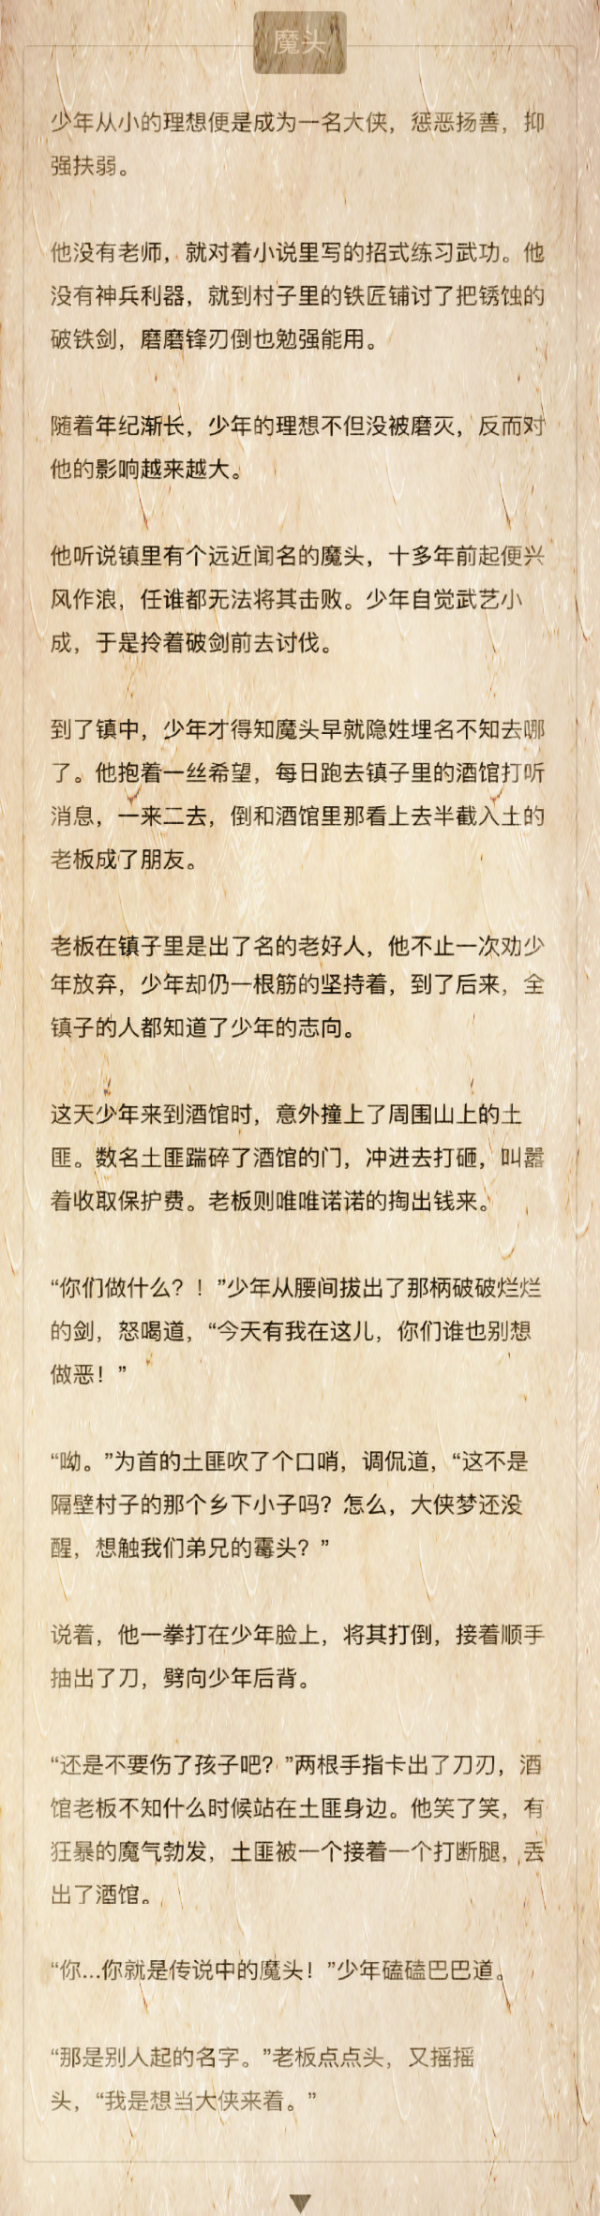 魔头
少年从小的理想便是成为一名大侠，惩恶扬善，抑
强扶弱。
他没有老师，就对着小说里写的招式练习武功。他
没有神兵利器，就到村子里的铁匠铺讨了把锈蚀的
破铁剑，磨磨锋刃倒也勉强能用。
随着年纪渐长，少年的理想不但没被磨灭，反而对
他的影响越来越大。
他听说镇里有个远近闻名的魔头，十多年前起便兴
风作浪，任谁都无法将其击败。少年自觉武艺小
成，于是拎着破剑前去讨伐。
到了镇中，少年才得知魔头早就隐姓埋名不知去哪
了。他抱着一丝希望，每日跑去镇子里的酒馆打听
消息，一来二去，倒和酒馆里那看上去半截入土的
老板成了朋友。
老板在镇子里是出了名的老好人，他不止一次劝少
年放弃，少年却仍一根筋的坚持着，到了后来，全
镇子的人都知道了少年的志向。
这天少年来到酒馆时，意外撞上了周围山上的土
匪。数名土匪踹碎了酒馆的门，冲进去打砸，叫嚣
着收取保护费。老板则唯唯诺诺的掏出钱来。
“你们做什么？！”少年从腰间拔出了那柄破破烂烂
的剑，怒喝道，“今天有我在这儿，你们谁也别想
做恶！”
“呦。”为首的土匪吹了个口哨，调侃道，“这不是
隔壁村子的那个乡下小子吗？怎么，大侠梦还没
醒，想触我们弟兄的霉头？”
说着，他一拳打在少年脸上，将其打倒，接着顺手
抽出了刀，劈向少年后背。
“还是不要伤了孩子吧？”两根手指卡出了刀刃，酒
馆老板不知什么时候站在土匪身边。他笑了笑，有
狂暴的魔气勃发，土匪被一个接着一个打断腿，丢
出了酒馆。
“你...你就是传说中的魔头！”少年磕磕巴巴道。
“那是别人起的名字。”老板点点头，又摇摇
头，“我是想当大侠来着。”